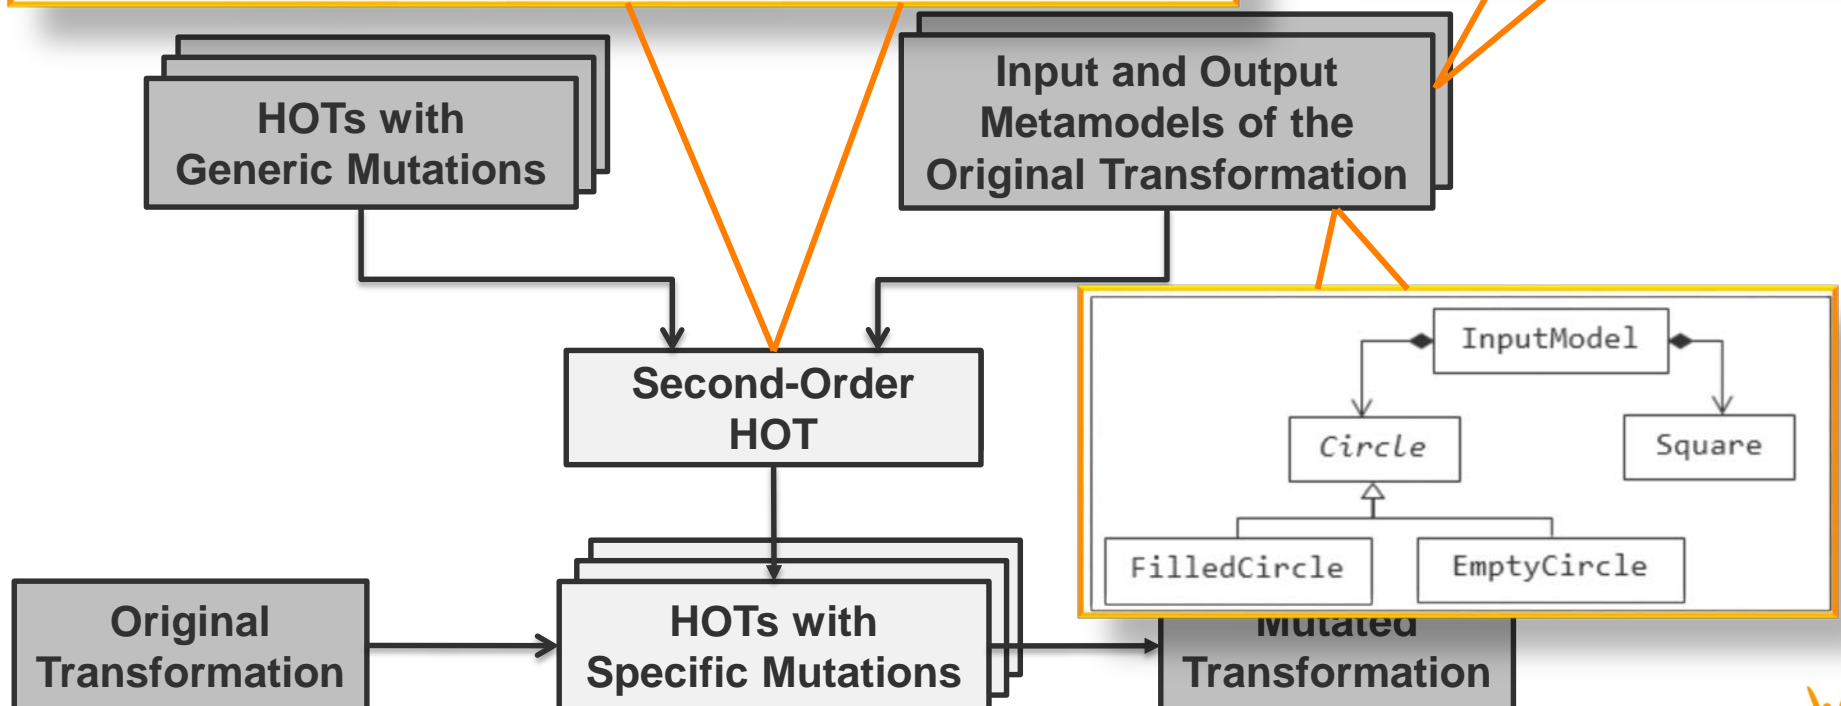 HOTs with
Generic Mutations
Input and Output
Metamodels of the
Original Transformation
Second-Order
HOT
InputModel
Circle
Square
FilledCircle
EmptyCircle
Original
Transformation
HOTs with
Specific Mutations
Mutated
Transformation